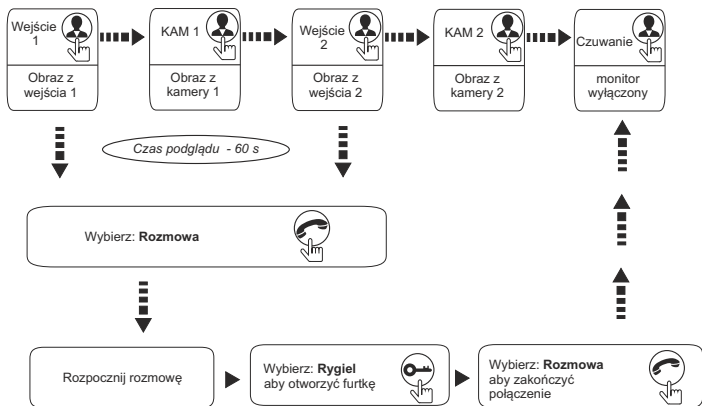 Wejście
1
Obraz z
wejścia 1
KAM 1
Obraz z
kamery 1
Wejście
2
Obraz z
wejścia 2
KAM 2
Obraz z
kamery 2
Czuwanie
monitor
wyłączony
Czas podglądu - 60 s
Wybierz: Rozmowa
Rozpocznij rozmowę
Wybierz: Rygiel
aby otworzyć furtkę
Wybierz: Rozmowa
aby zakończyć
połączenie